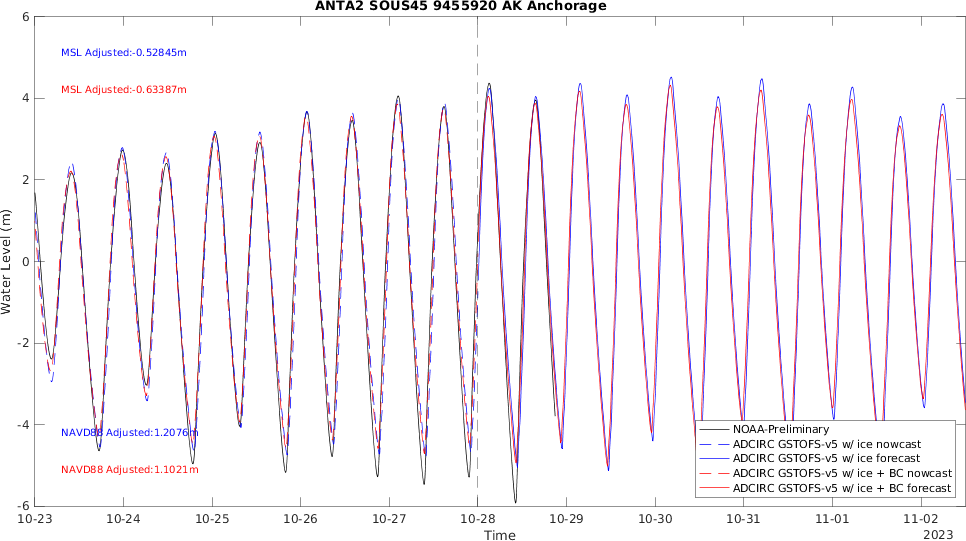 ANTA2 SOUS45 9455920 AK Anchorage
6
MSL Adjusted:-0.52845m
MSL Adjusted:-0.63387m
4
2
0
Water Level (m)
-2
-4
NAVD88 Adjusted:1.2076m
NAVD88 Adjusted:1.1021m
NOAA-Preliminary
ADCIRC GSTOFS-v5 w/ ice nowcast
ADCIRC GSTOFS-v5 w/ ice forecast
ADCIRC GSTOFS-v5 w/ ice + BC nowcast
ADCIRC GSTOFS-v5 w/ ice + BC forecast
-6
10-23 10-24 10-25 10-26 10-27 10-28 10-29 10-30 10-31 11-01 11-02
Time 2023